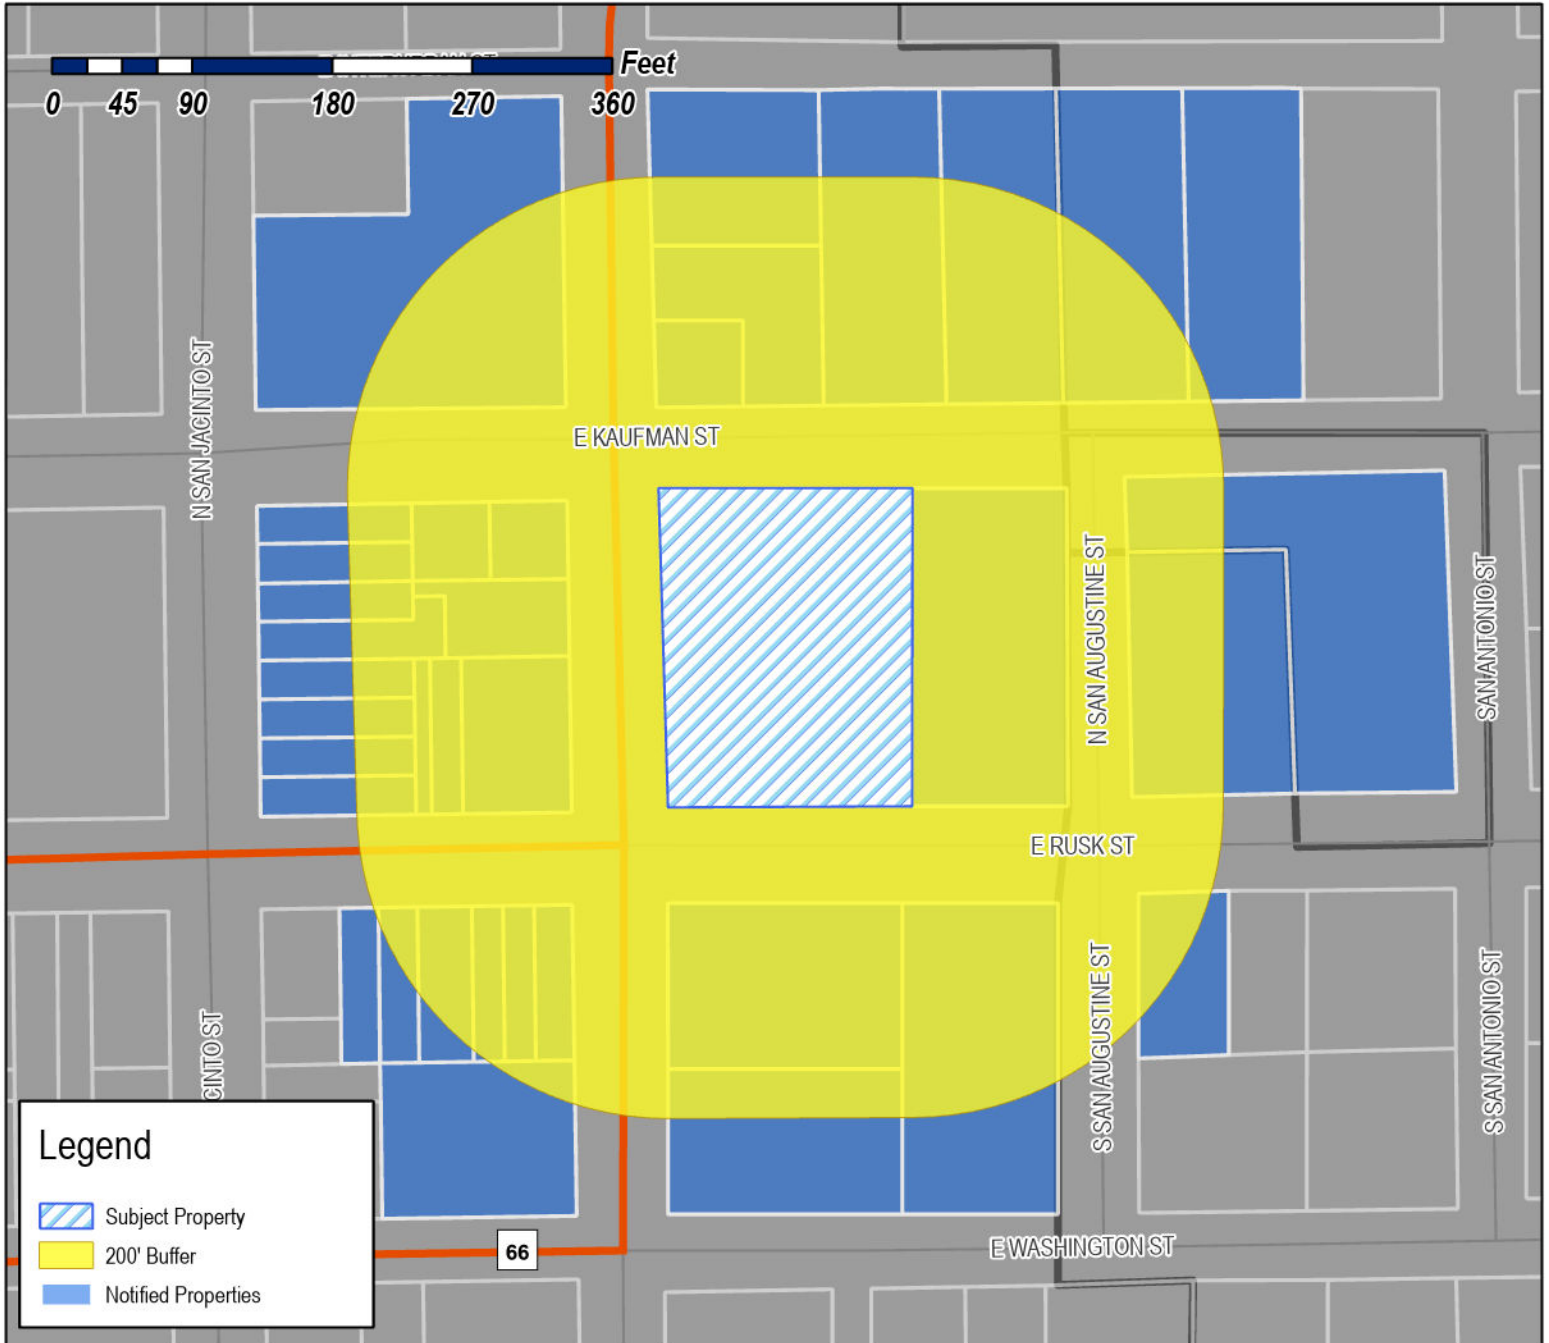 Feet
0 45 90 180 270 360
N SAN JACINTO ST
E KAUFMAN ST
N SAN AUGUSTINE ST
SAN ANTONIO ST
E RUSK ST
S SAN AUGUSTINE ST
S SAN ANTONIO ST
CINTO ST
E WASHINGTON ST
66
Legend
Subject Property
200' Buffer
Notified Properties